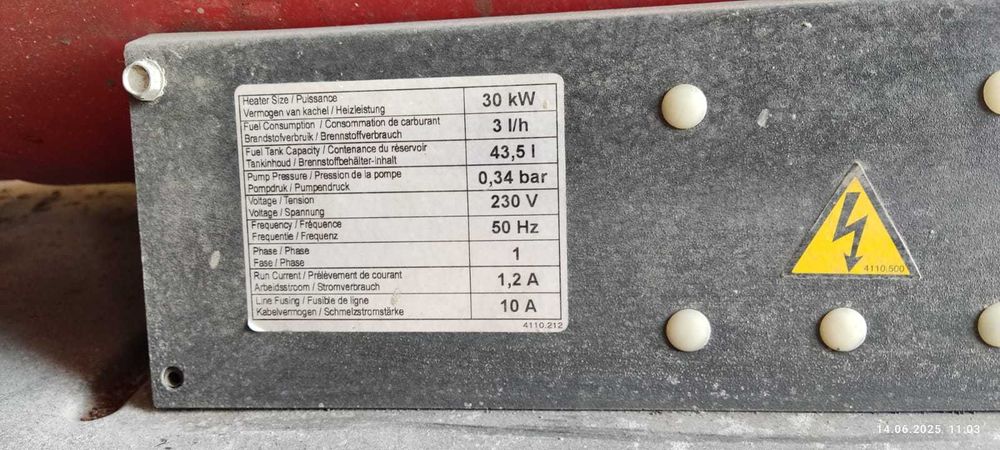 Heater Size / Puissance
Vermogen van kachel / Heizleistung
30 kW
Fuel Consumption / Consommation de carburant
Brandstofverbruik / Brennstoffverbrauch
3 l/h
Fuel Tank Capacity / Contenance du réservoir
Tankinhoud / Brennstoffbehälter-inhalt
43,5 l
Pump Pressure / Pression de la pompe
Pompdruk / Pumpendruck
0,34 bar
Voltage / Tension
Voltage / Spannung
230 V
Frequency / Fréquence
Frequentie / Frequenz
50 Hz
Phase / Phase
Fase / Phase
1
Run Current / Prélèvement de courant
Arbeidsstroom / Stromverbrauch
1,2 A
Line Fusing / Fusible de ligne
Kabelvermogen / Schmelzstromstärke
10 A
4110.212
4110.500
14.06.2025 11:03